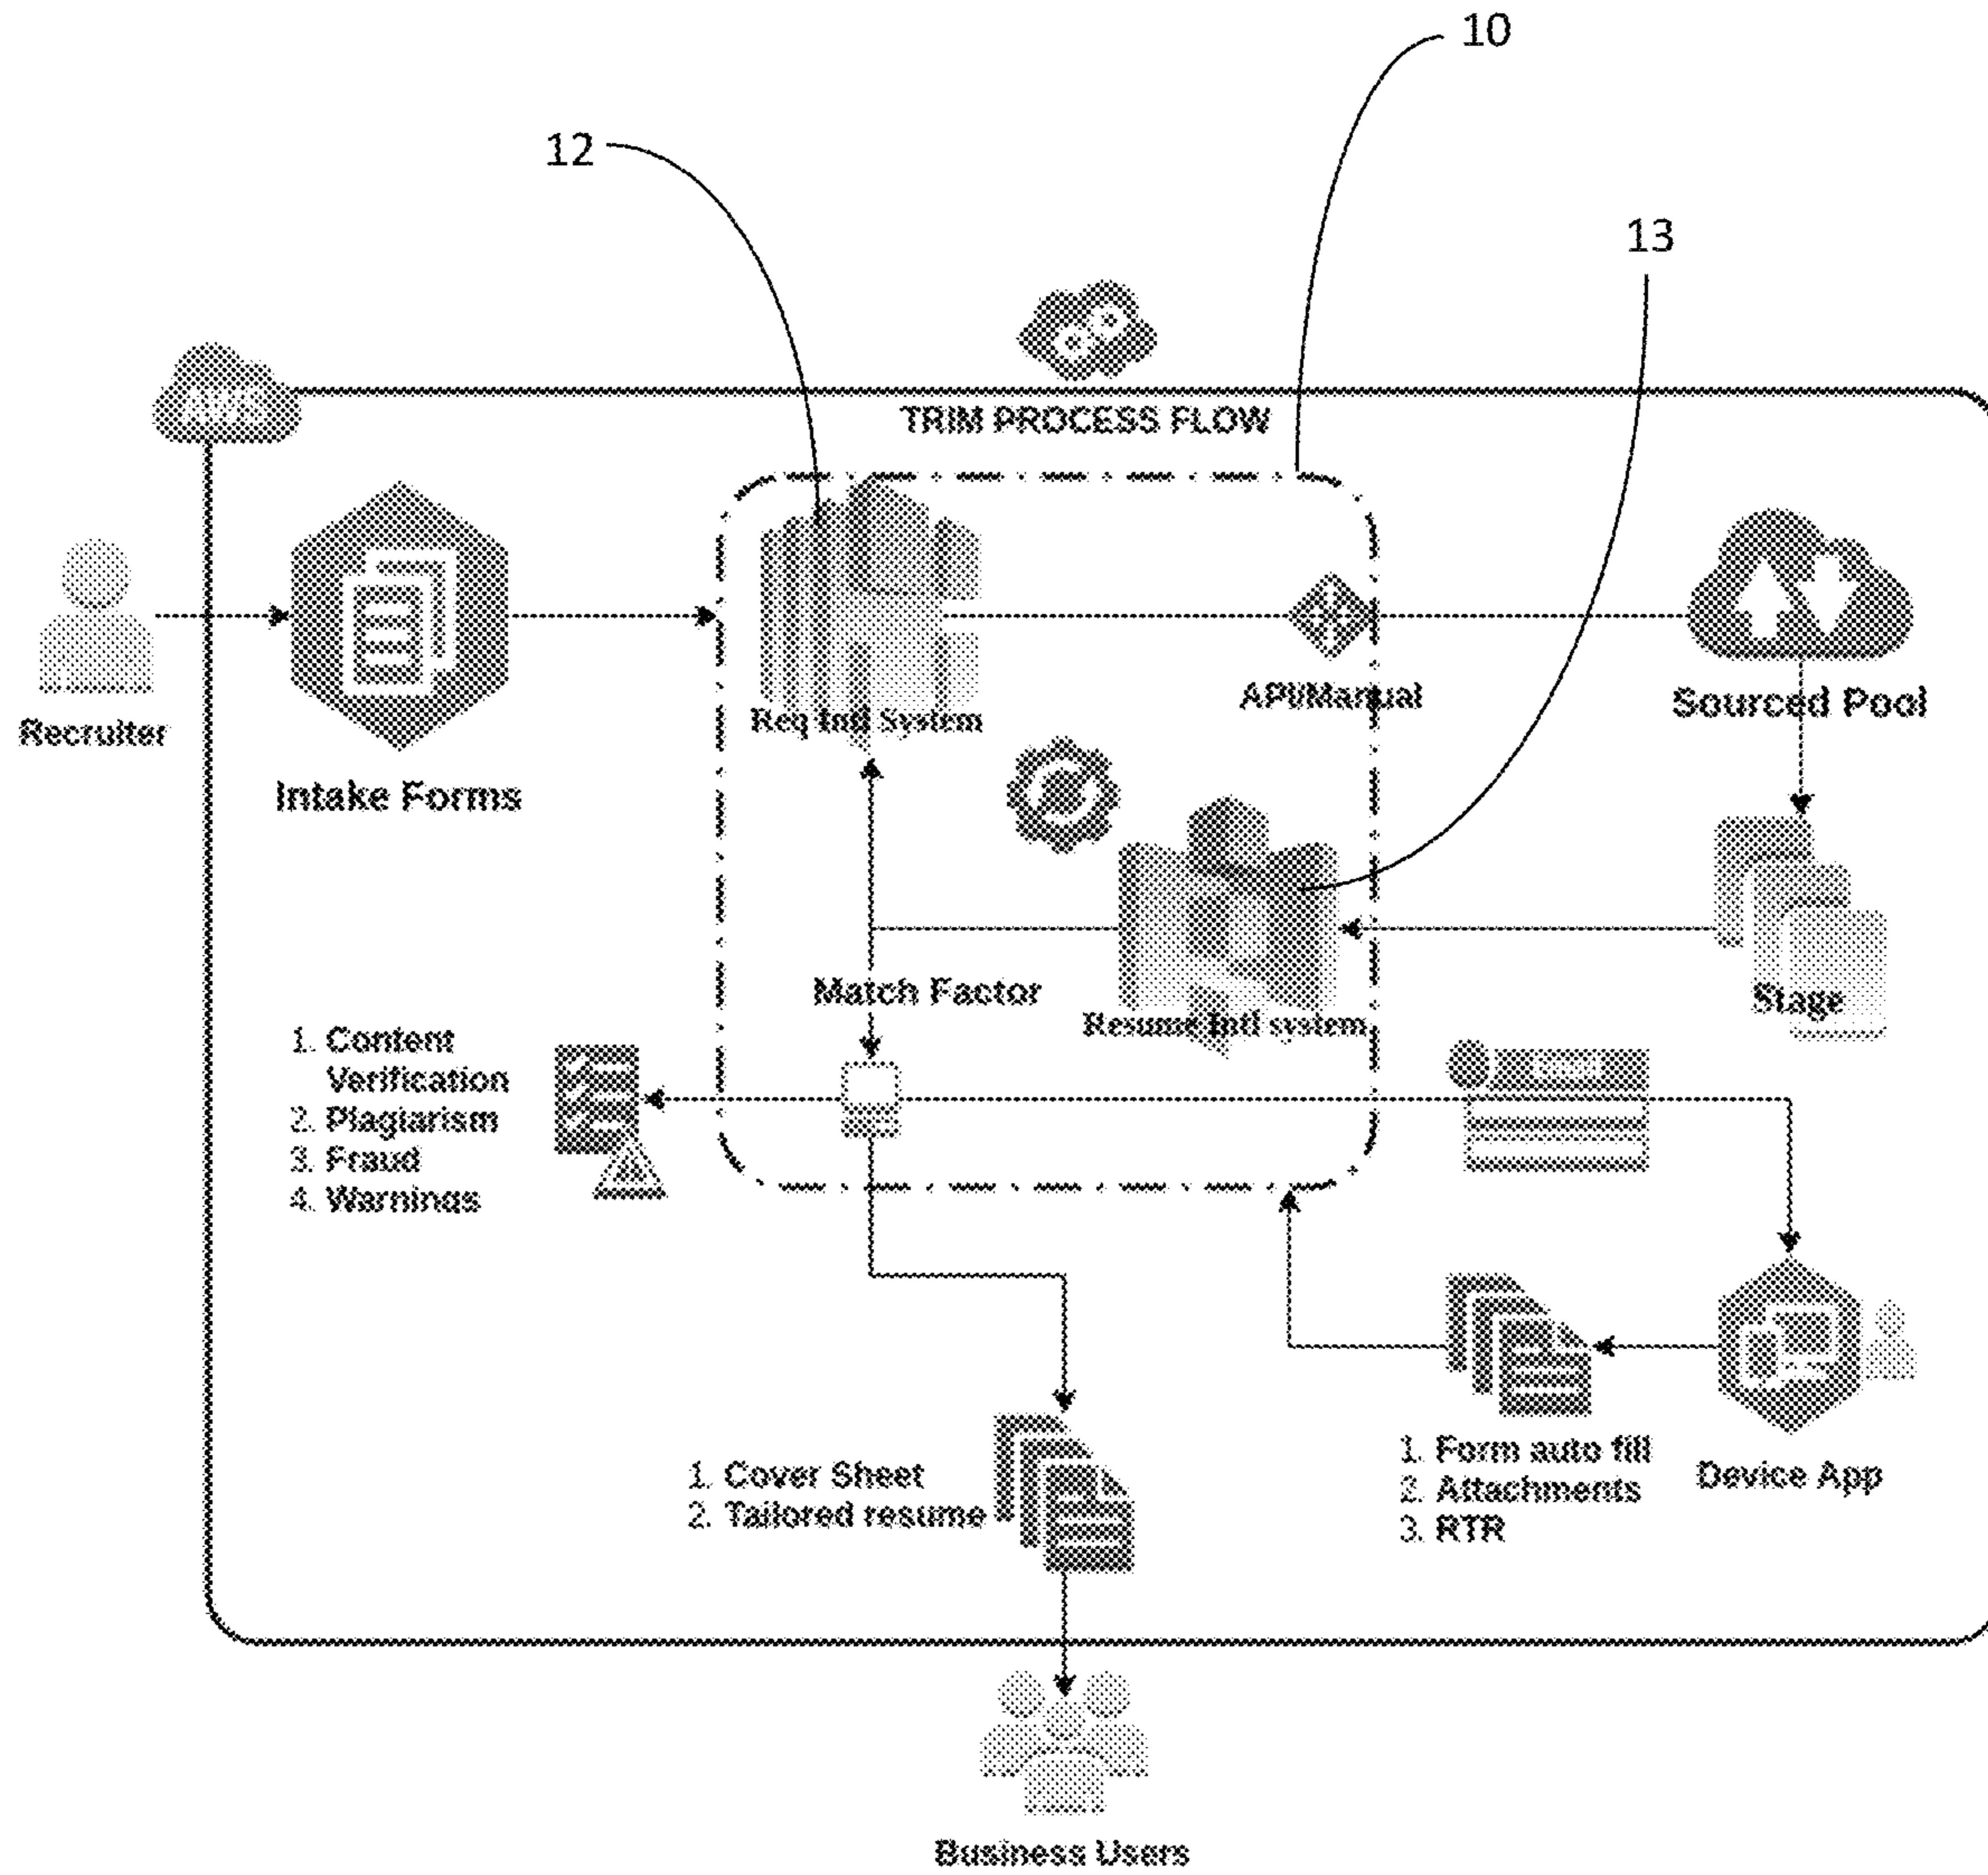 10
12
13
AWS
TRIM PROCESS FLOW
Recruiter
Intake Forms
Req Intl System
API/Manual
Sourced Pool
Match Factor
Resume Intl system
Stage
1. Content
Verification
2. Plagiarism
3. Fraud
4. Warnings
1. Cover Sheet
2. Tailored resume
1. Form auto fill
2. Attachments
3. RTR
Device App
Business Users